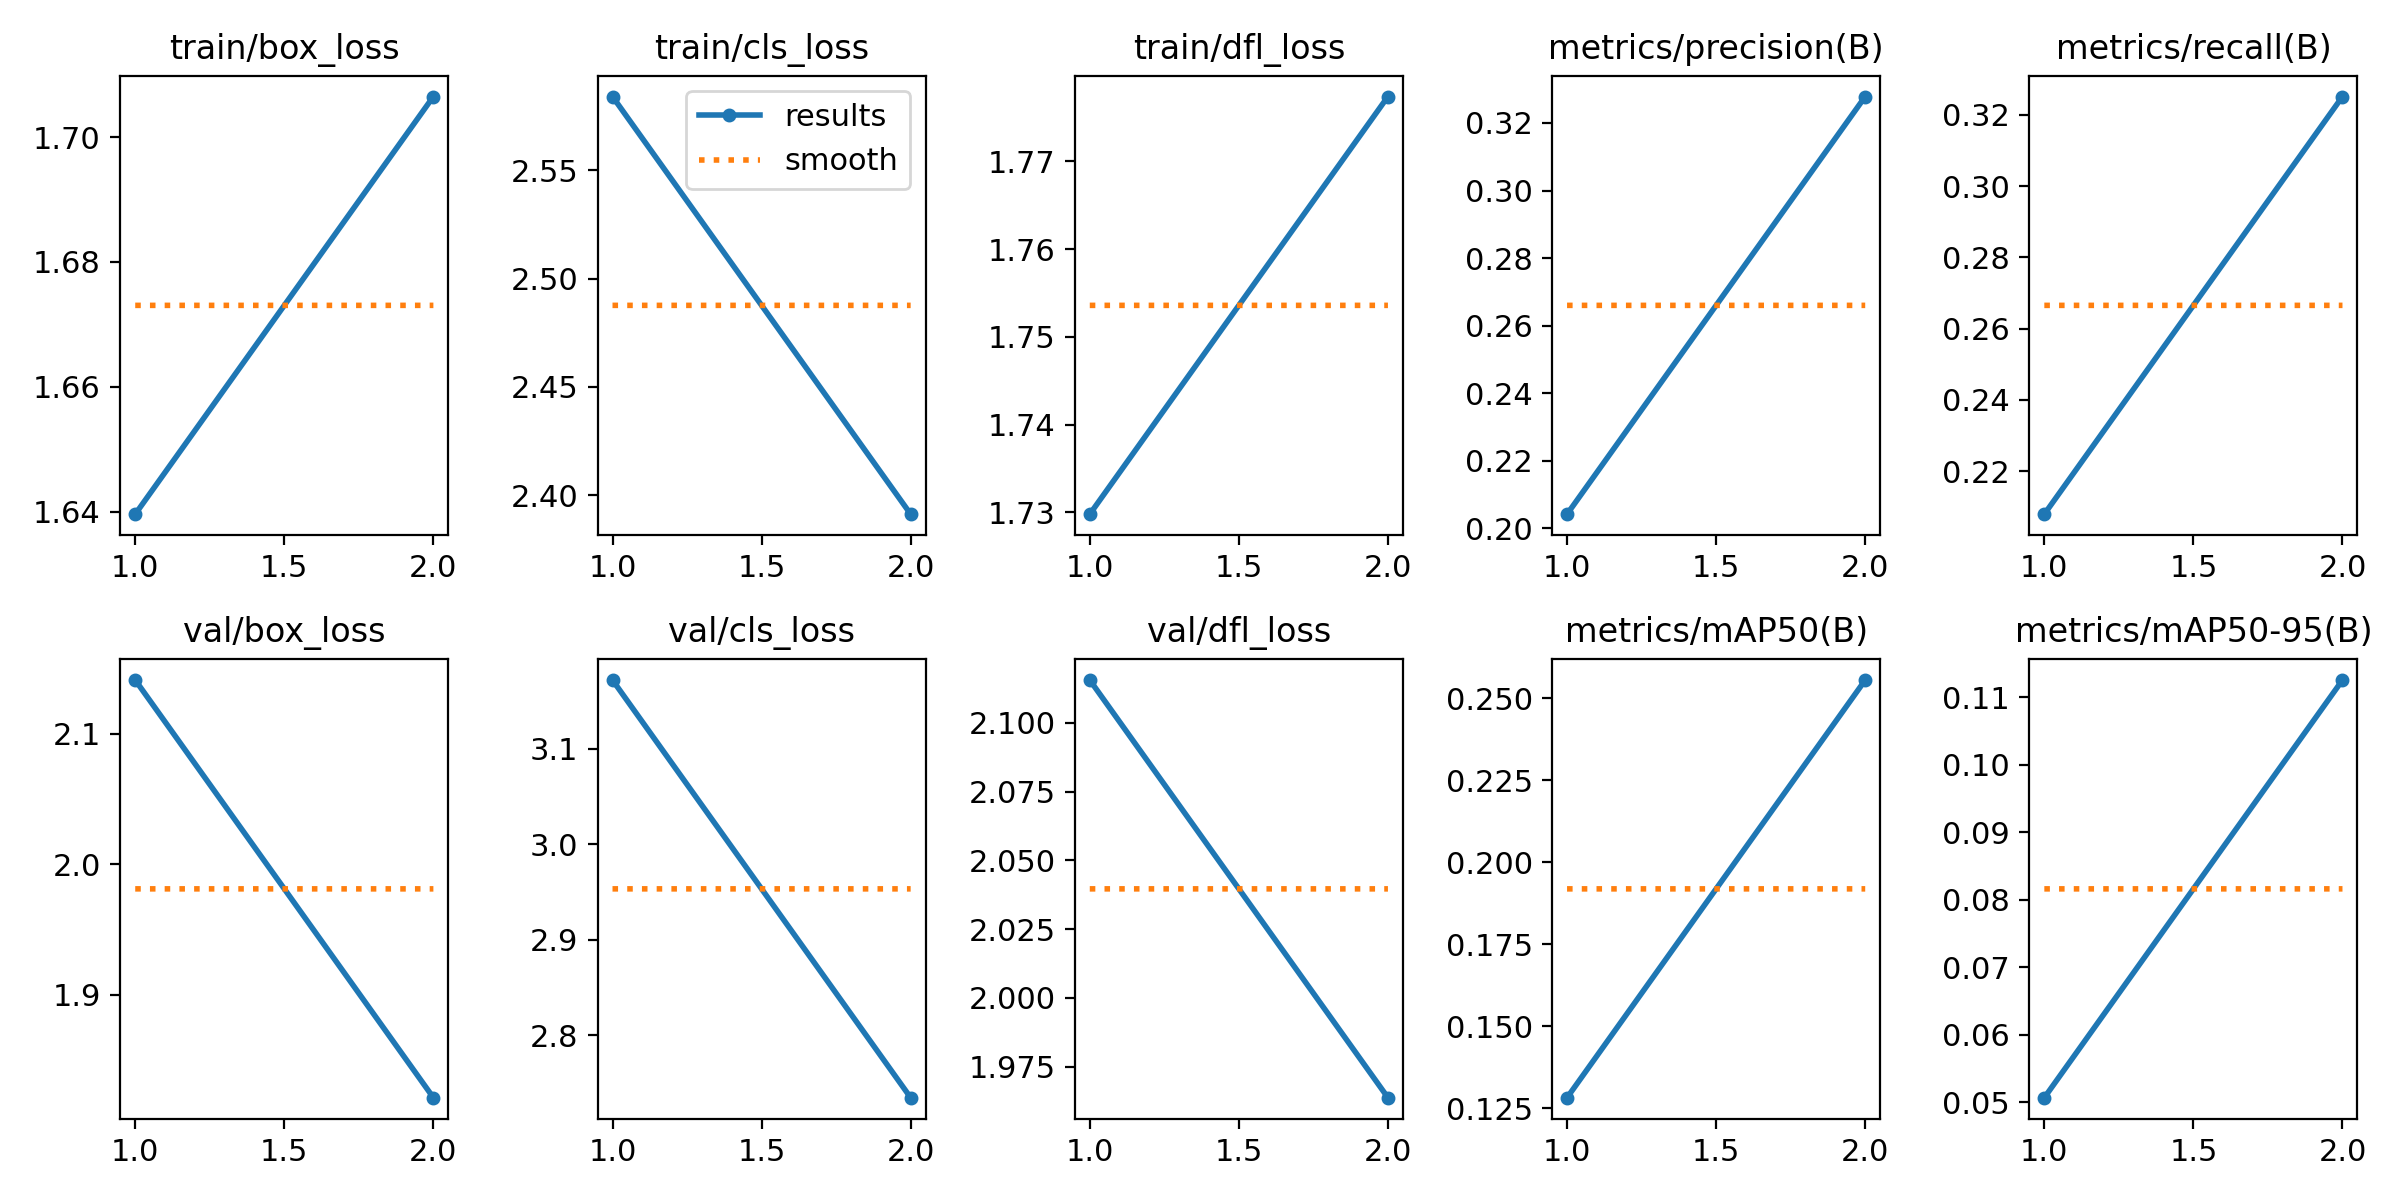 train/box_loss
train/cls_loss
train/dfl_loss
metrics/precision(B)
metrics/recall(B)
1.70
1.68
1.66
1.64
1.0 1.5 2.0
results
smooth
2.55
2.50
2.45
2.40
1.0 1.5 2.0
1.77
1.76
1.75
1.74
1.73
1.0 1.5 2.0
0.32
0.30
0.28
0.26
0.24
0.22
0.20
1.0 1.5 2.0
0.32
0.30
0.28
0.26
0.24
0.22
1.0 1.5 2.0
val/box_loss
val/cls_loss
val/dfl_loss
metrics/mAP50(B)
metrics/mAP50-95(B)
2.1
2.0
1.9
1.0 1.5 2.0
3.1
3.0
2.9
2.8
1.0 1.5 2.0
2.100
2.075
2.050
2.025
2.000
1.975
1.0 1.5 2.0
0.250
0.225
0.200
0.175
0.150
0.125
1.0 1.5 2.0
0.11
0.10
0.09
0.08
0.07
0.06
0.05
1.0 1.5 2.0